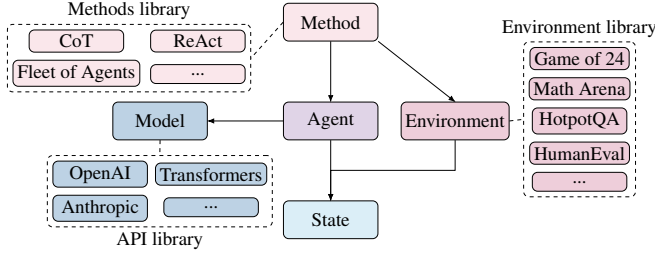 Methods library
CoT
ReAct
Fleet of Agents
...
Method
Environment library
Game of 24
Math Arena
HotpotQA
HumanEval
...
Model
Agent
Environment
OpenAI
Transformers
Anthropic
...
API library
State